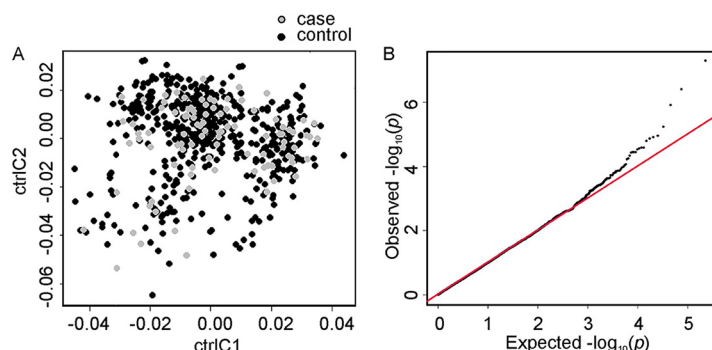 case
control
A
B
0.02
0.00
-0.02
-0.04
-0.06
ctrlC2
-0.04
-0.02
0.00
0.02
0.04
ctrlC1
6
4
2
0
Observed -log₁₀(p)
0
1
2
3
4
5
Expected -log₁₀(p)